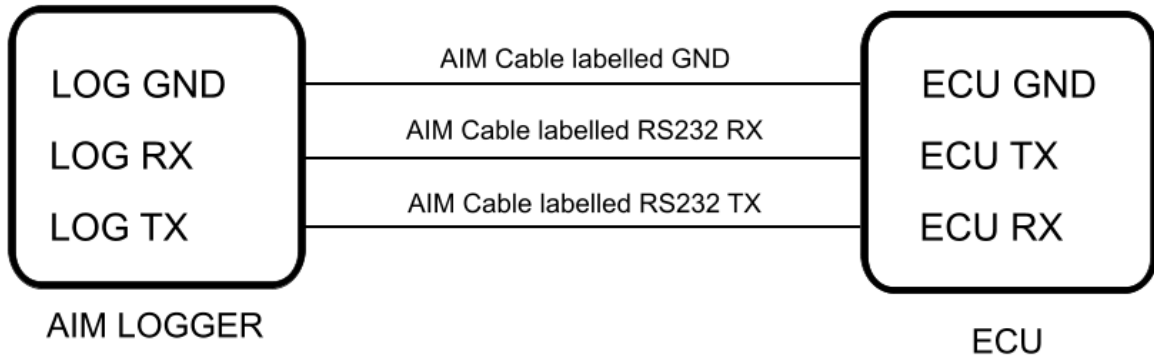 AIM Cable labelled GND
LOG GND
ECU GND
AIM Cable labelled RS232 RX
LOG RX
ECU TX
AIM Cable labelled RS232 TX
LOG TX
ECU RX
AIM LOGGER
ECU